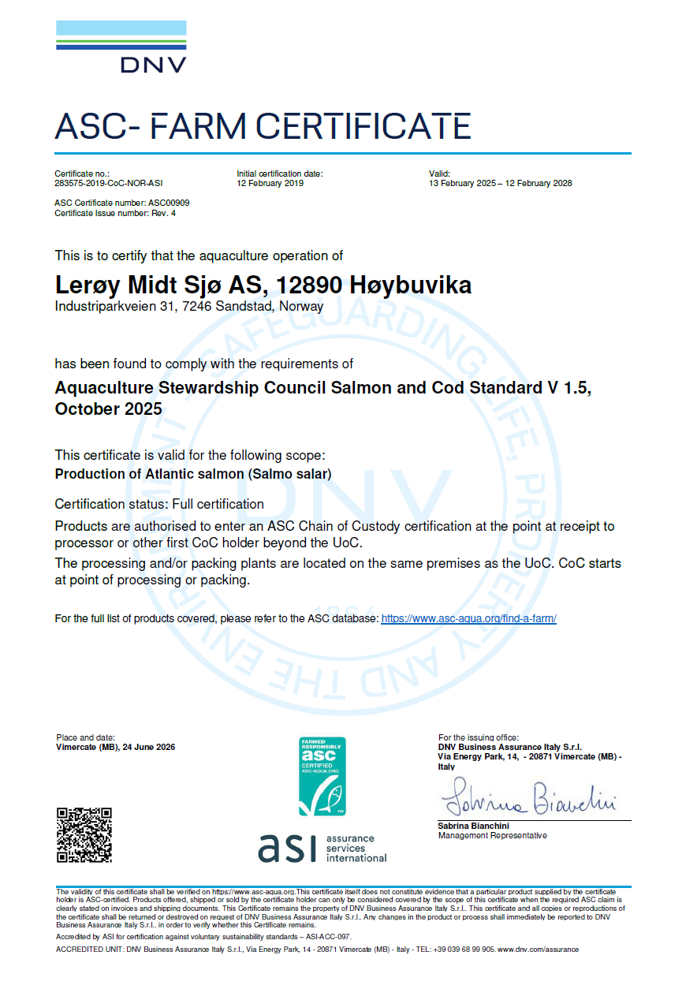 DNV
ASC- FARM CERTIFICATE
Certificate no.:
283575-2019-CoC-NOR-ASI
Initial certification date:
12 February 2019
Valid:
13 February 2025 – 12 February 2028
ASC Certificate number: ASC00909
Certificate Issue number: Rev. 4
This is to certify that the aquaculture operation of
Lerøy Midt Sjø AS, 12890 Høybuvika
Industriparkveien 31, 7246 Sandstad, Norway
has been found to comply with the requirements of
Aquaculture Stewardship Council Salmon and Cod Standard V 1.5,
October 2025
This certificate is valid for the following scope:
Production of Atlantic salmon (Salmo salar)
Certification status: Full certification
Products are authorised to enter an ASC Chain of Custody certification at the point at receipt to
processor or other first CoC holder beyond the UoC.
The processing and/or packing plants are located on the same premises as the UoC. CoC starts
at point of processing or packing.
For the full list of products covered, please refer to the ASC database: https://www.asc-aqua.org/find-a-farm/
SAFEGUARDING LIFE, PROPERTY AND THE ENVIRONMENT
DNV
1864
Place and date:
Vimercate (MB), 24 June 2026
FARMED
RESPONSIBLY
asc
CERTIFIED
ASC-AQUA.ORG
TM
asi assurance
services
international
For the issuing office:
DNV Business Assurance Italy S.r.l.
Via Energy Park, 14, - 20871 Vimercate (MB) -
Italy
Sabrina Bianchini
Sabrina Bianchini
Management Representative
The validity of this certificate shall be verified on https://www.asc-aqua.org.This certificate itself does not constitute evidence that a particular product supplied by the certificate
holder is ASC-certified. Products offered, shipped or sold by the certificate holder can only be considered covered by the scope of this certificate when the required ASC claim is
clearly stated on invoices and shipping documents. This Certificate remains the property of DNV Business Assurance Italy S.r.l.. This certificate and all copies or reproductions of
the certificate shall be returned or destroyed on request of DNV Business Assurance Italy S.r.l.. Any changes in the product or process shall immediately be reported to DNV
Business Assurance Italy S.r.l.. in order to verify whether this Certificate remains.
Accredited by ASI for certification against voluntary sustainability standards – ASI-ACC-097.
ACCREDITED UNIT: DNV Business Assurance Italy S.r.l., Via Energy Park, 14 - 20871 Vimercate (MB) - Italy - TEL: +39 039 68 99 905. www.dnv.com/assurance